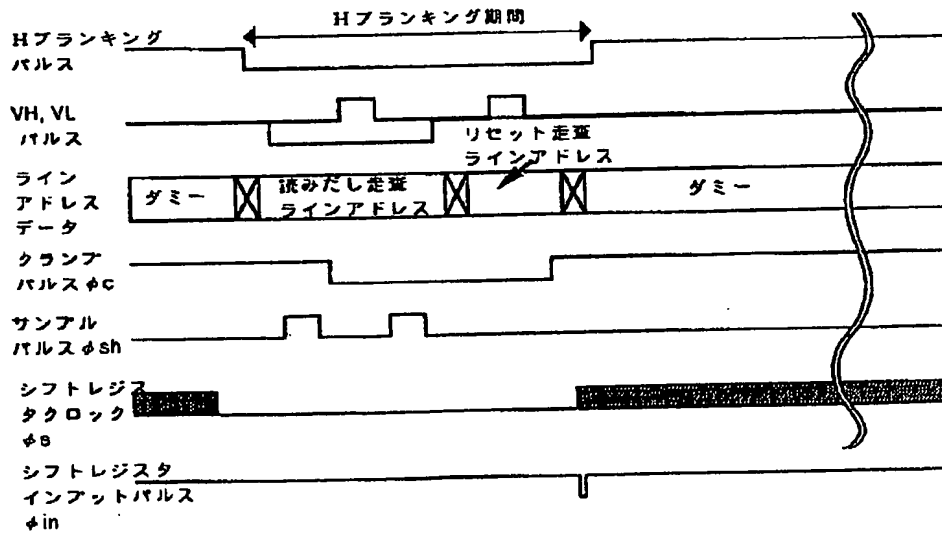 Hブランキング期間
Hブランキング
パルス
VH, VL
パルス
リセット走査
ラインアドレス
ライン
アドレス
データ
ダミー
読みだし走査
ラインアドレス
ダミー
クランプ
パルスφc
サンプル
パルスφsh
シフトレジス
タクロック
φs
シフトレジスタ
インプットパルス
φin